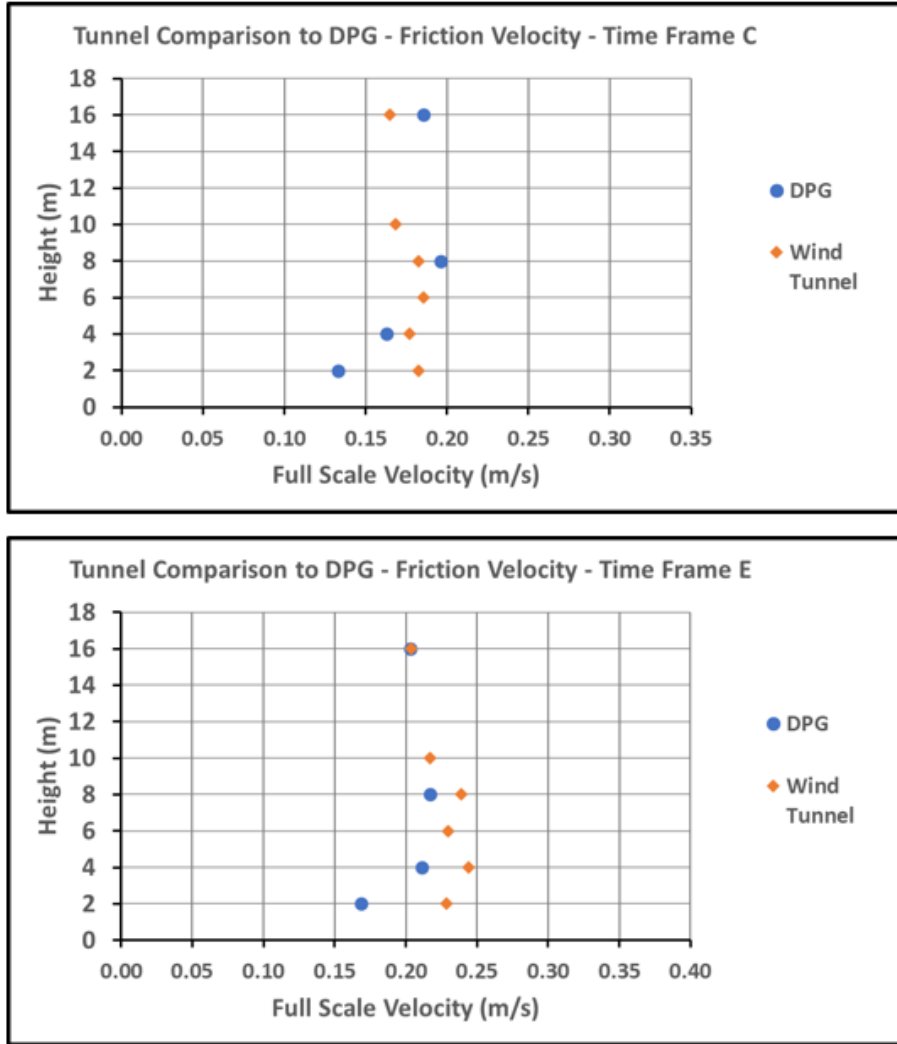 Tunnel Comparison to DPG - Friction Velocity - Time Frame C
18
16
14
12
10
8
6
4
2
0
Height (m)
0.00 0.05 0.10 0.15 0.20 0.25 0.30 0.35
Full Scale Velocity (m/s)
DPG
Wind
Tunnel
Tunnel Comparison to DPG - Friction Velocity - Time Frame E
18
16
14
12
10
8
6
4
2
0
Height (m)
0.00 0.05 0.10 0.15 0.20 0.25 0.30 0.35 0.40
Full Scale Velocity (m/s)
DPG
Wind
Tunnel